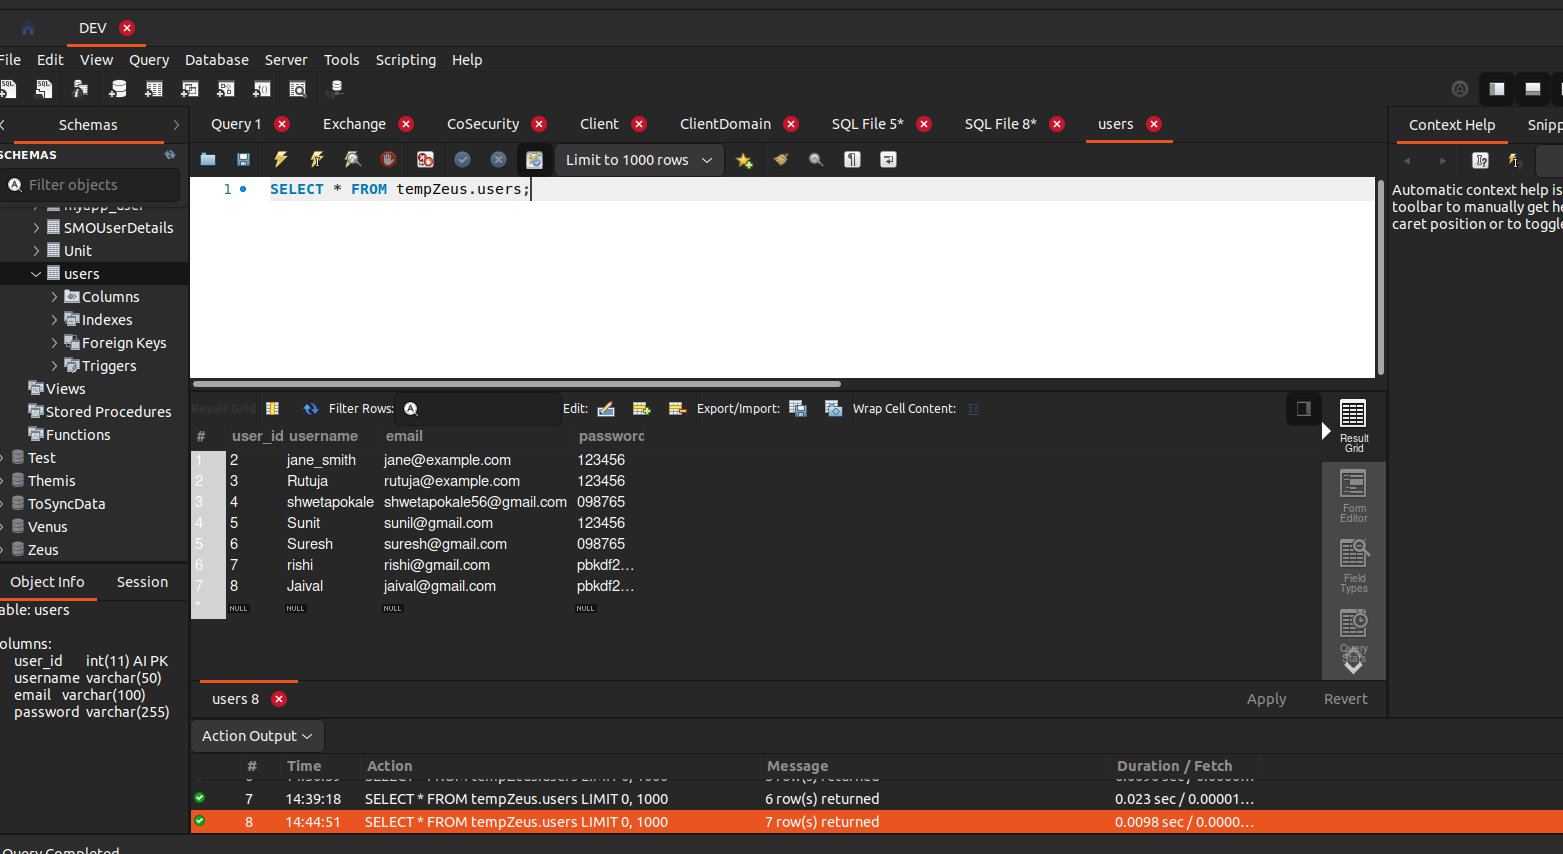 DEV
File Edit View Query Database Server Tools Scripting Help
Schemas
Query 1 Exchange CoSecurity Client ClientDomain SQL File 5* SQL File 8* users
Context Help Snipp
SCHEMAS
Limit to 1000 rows
Filter objects
1 SELECT * FROM tempZeus.users;
Automatic context help is
toolbar to manually get he
caret position or to toggle
myapp_user
SMOUserDetails
Unit
users
Columns
Indexes
Foreign Keys
Triggers
Views
Stored Procedures
Functions
Test
Themis
ToSyncData
Venus
Zeus
Result Grid Filter Rows: Edit: Export/Import: Wrap Cell Content:
# user_id username email password
1 2 jane_smith jane@example.com 123456
2 3 Rutuja rutuja@example.com 123456
3 4 shwetapokale shwetapokale56@gmail.com 098765
4 5 Sunit sunil@gmail.com 123456
5 6 Suresh suresh@gmail.com 098765
6 7 rishi rishi@gmail.com pbkdf2...
7 8 Jaival jaival@gmail.com pbkdf2...
* NULL NULL NULL NULL
Result
Grid
Form
Editor
Field
Types
Query
Stats
Object Info Session
able: users
olumns:
user_id int(11) AI PK
username varchar(50)
email varchar(100)
password varchar(255)
users 8 Apply Revert
Action Output
# Time Action Message Duration / Fetch
SELECT * FROM tempZeus.users LIMIT 0, 1000
7 14:39:18 SELECT * FROM tempZeus.users LIMIT 0, 1000 6 row(s) returned 0.023 sec / 0.00001...
8 14:44:51 SELECT * FROM tempZeus.users LIMIT 0, 1000 7 row(s) returned 0.0098 sec / 0.0000...
Query Completed